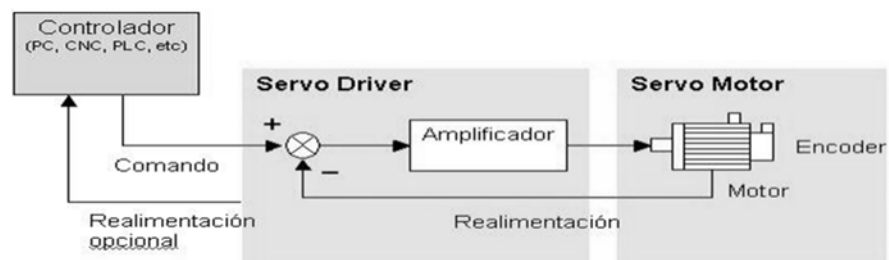 Controlador
(PC, CNC, PLC, etc)
Servo Driver
Servo Motor
+
Amplificador
Encoder
Comando
−
Motor
Realimentación
opcional
Realimentación